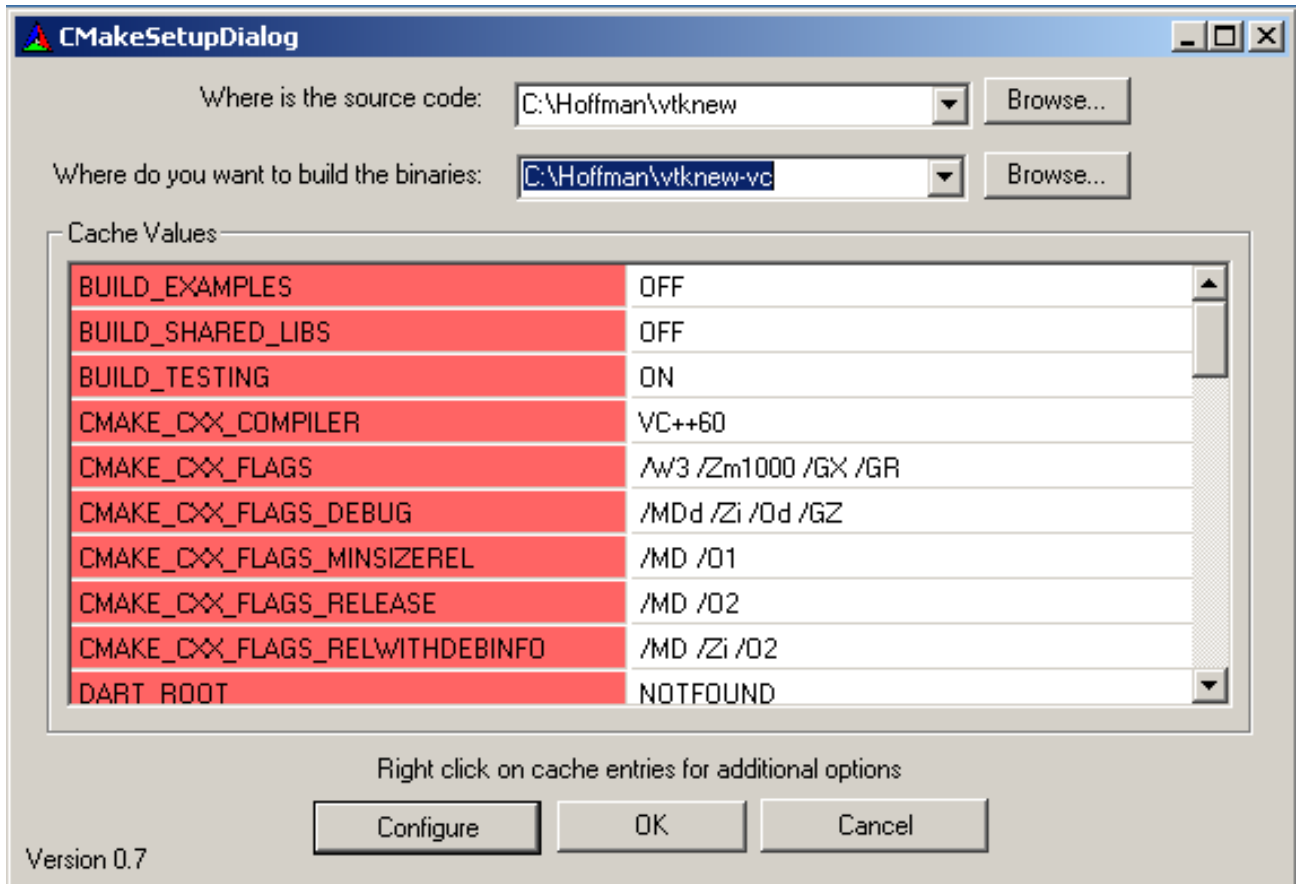 CMakeSetupDialog
Where is the source code: C:\Hoffman\vtknew Browse...
Where do you want to build the binaries: C:\Hoffman\vtknew-vc Browse...
Cache Values
BUILD_EXAMPLES OFF
BUILD_SHARED_LIBS OFF
BUILD_TESTING ON
CMAKE_CXX_COMPILER VC++60
CMAKE_CXX_FLAGS /W3 /Zm1000 /GX /GR
CMAKE_CXX_FLAGS_DEBUG /MDd /Zi /Od /GZ
CMAKE_CXX_FLAGS_MINSIZEREL /MD /O1
CMAKE_CXX_FLAGS_RELEASE /MD /O2
CMAKE_CXX_FLAGS_RELWITHDEBINFO /MD /Zi /O2
DART_ROOT NOTFOUND
Right click on cache entries for additional options
Configure OK Cancel
Version 0.7